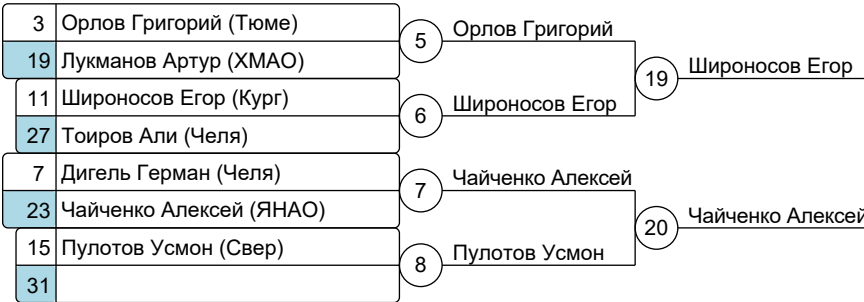 3 Орлов Григорий (Тюме)
19 Лукманов Артур (ХМАО)
5 Орлов Григорий
11 Широносов Егор (Кург)
27 Тоиров Али (Челя)
6 Широносов Егор
19 Широносов Егор
7 Дигель Герман (Челя)
23 Чайченко Алексей (ЯНАО)
7 Чайченко Алексей
15 Пулотов Усмон (Свер)
31
8 Пулотов Усмон
20 Чайченко Алексей